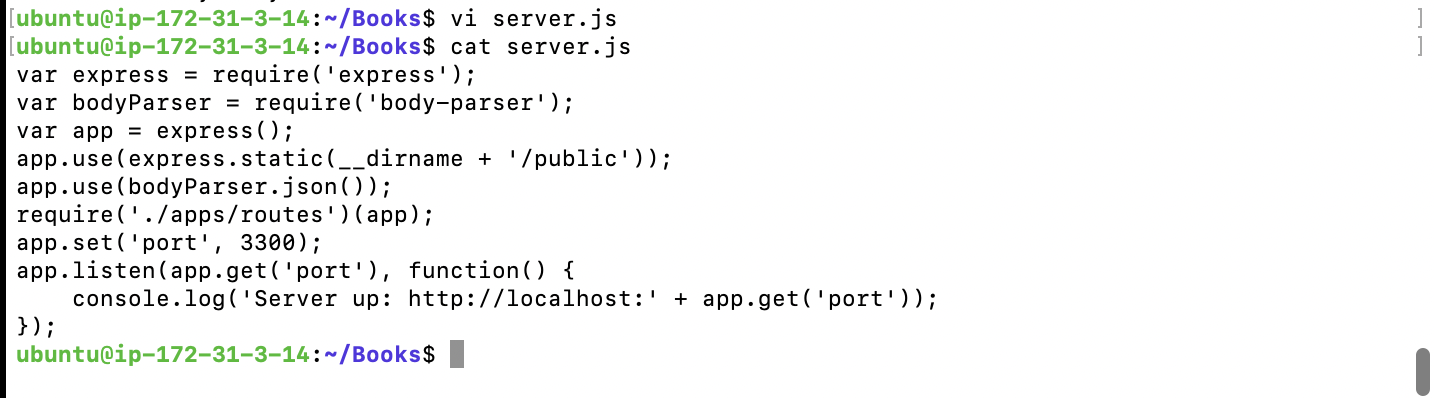 [ubuntu@ip-172-31-3-14:~/Books$ vi server.js ]
[ubuntu@ip-172-31-3-14:~/Books$ cat server.js ]
var express = require('express');
var bodyParser = require('body-parser');
var app = express();
app.use(express.static(__dirname + '/public'));
app.use(bodyParser.json());
require('./apps/routes')(app);
app.set('port', 3300);
app.listen(app.get('port'), function() {
    console.log('Server up: http://localhost:' + app.get('port'));
});
ubuntu@ip-172-31-3-14:~/Books$